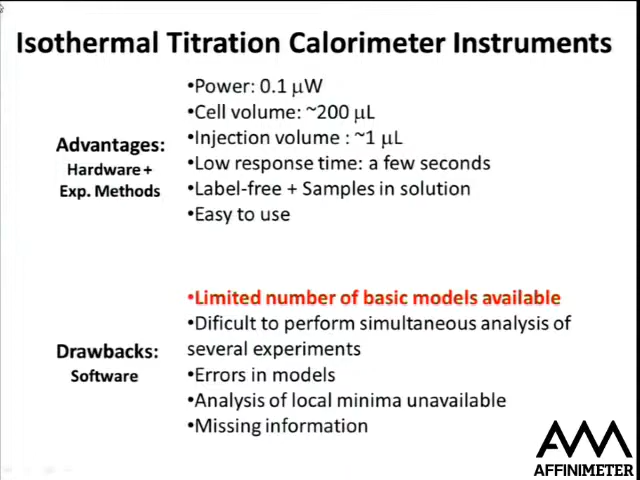 Isothermal Titration Calorimeter Instruments
Advantages:
Hardware +
Exp. Methods
•Power: 0.1 µW
•Cell volume: ~200 µL
•Injection volume : ~1 µL
•Low response time: a few seconds
•Label-free + Samples in solution
•Easy to use
Drawbacks:
Software
•Limited number of basic models available
•Dificult to perform simultaneous analysis of
several experiments
•Errors in models
•Analysis of local minima unavailable
•Missing information
AFFINIMETER